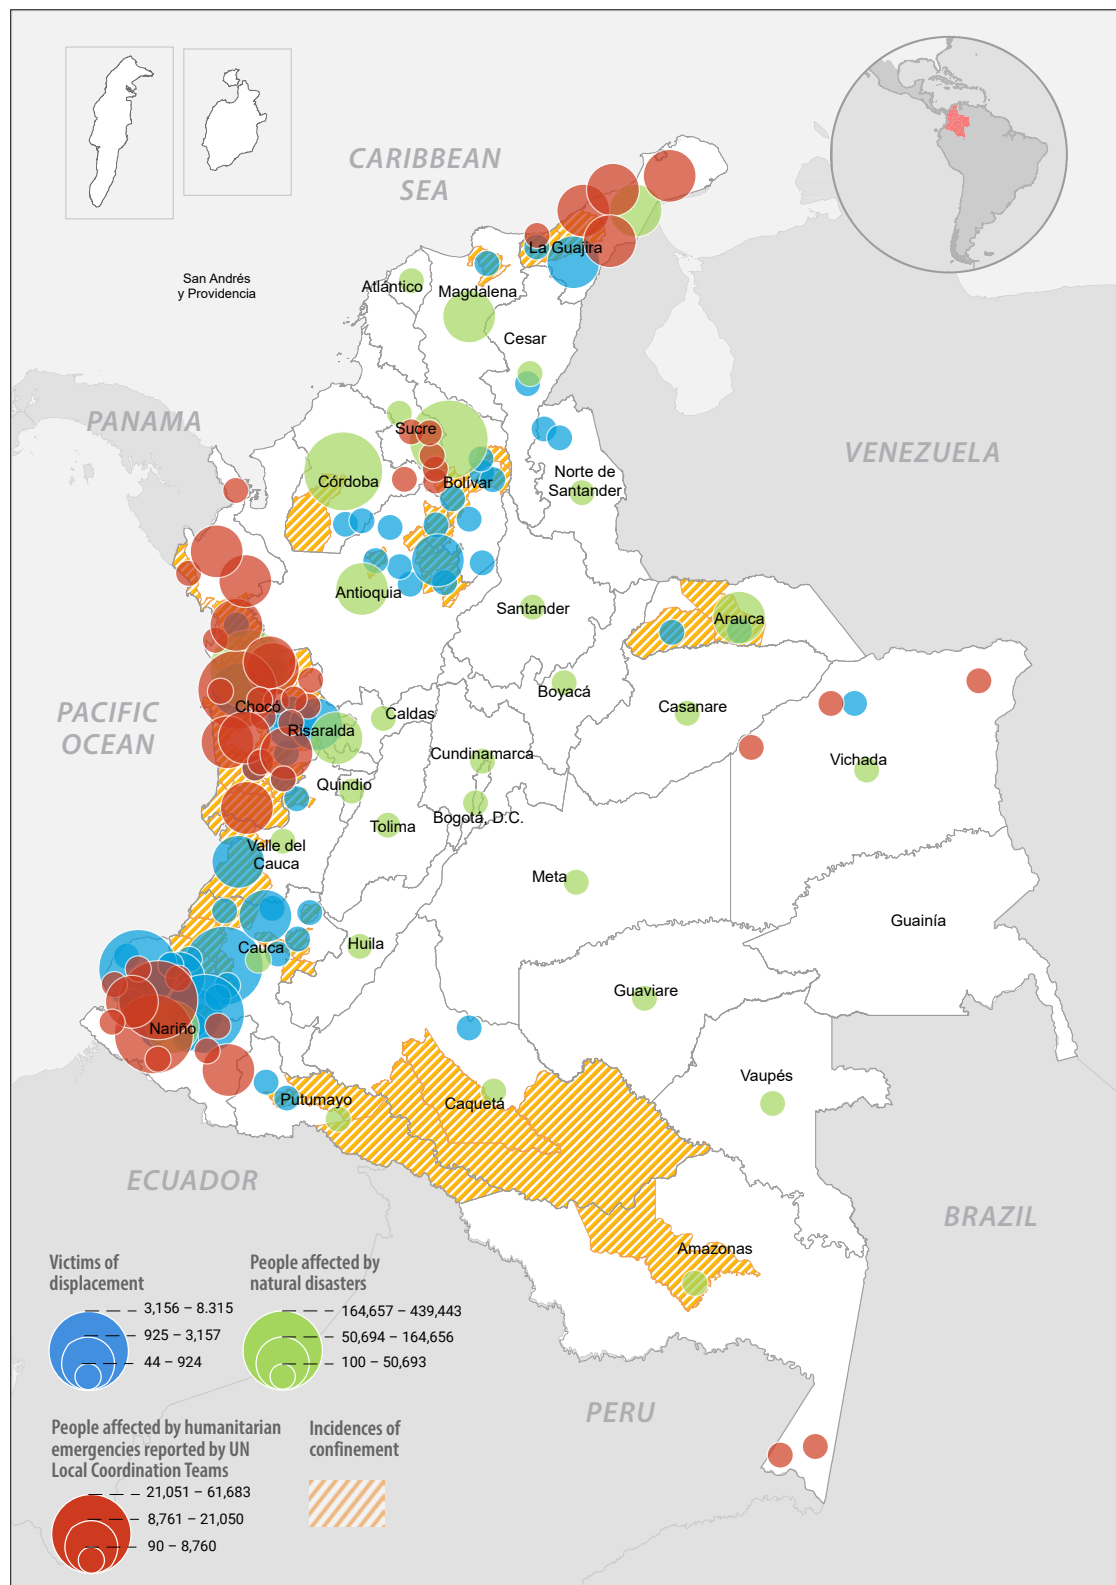 CARIBBEAN
SEA
San Andrés
y Providencia
La Guajira
Atlántico
Magdalena
Cesar
PANAMA
Sucre
VENEZUELA
Córdoba
Bolívar
Norte de
Santander
Antioquia
Santander
Arauca
PACIFIC
OCEAN
Chocó
Risaralda
Caldas
Boyacá
Casanare
Cundinamarca
Vichada
Quindio
Bogotá, D.C.
Tolima
Valle del
Cauca
Meta
Guainía
Cauca
Huila
Guaviare
Nariño
Vaupés
Putumayo
Caquetá
ECUADOR
BRAZIL
Amazonas
PERU
Victims of
displacement
3,156 – 8.315
925 – 3,157
44 – 924
People affected by
natural disasters
164,657 – 439,443
50,694 – 164,656
100 – 50,693
People affected by humanitarian
emergencies reported by UN
Local Coordination Teams
21,051 – 61,683
8,761 – 21,050
90 – 8,760
Incidences of
confinement